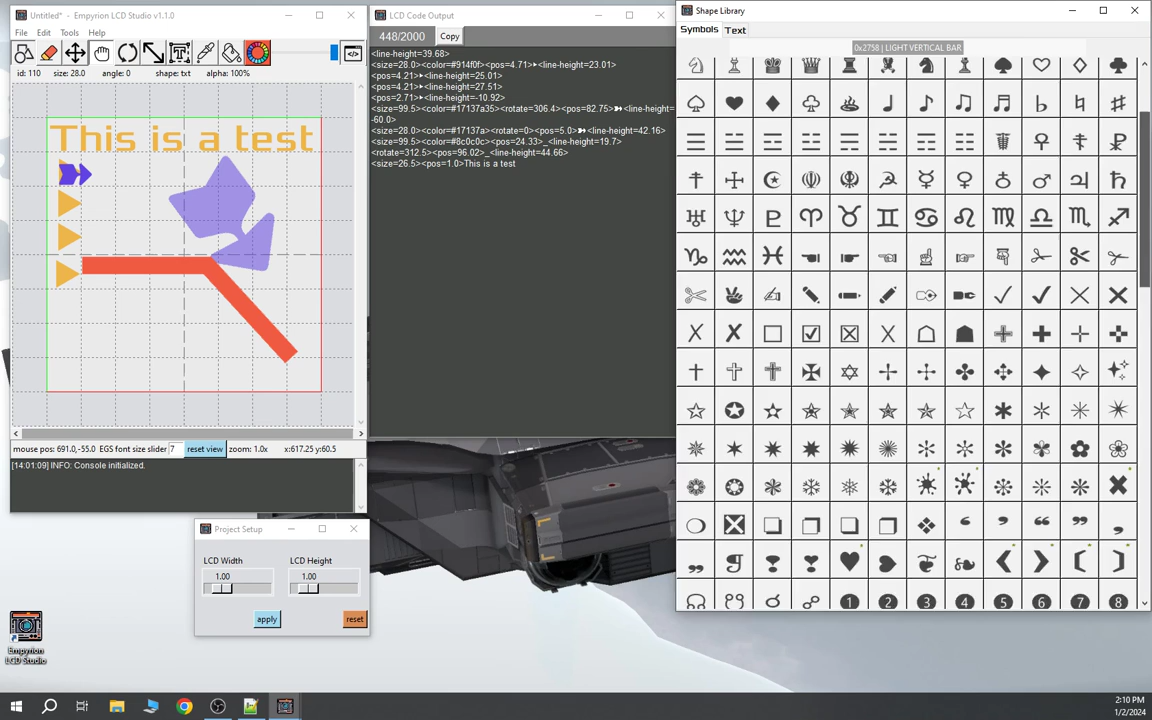 Untitled* - Empyrion LCD Studio v1.1.0
File Edit Tools Help
id: 110 size: 28.0 angle: 0 shape: txt alpha: 100%
This is a test
mouse pos: 691.0,-55.0 EGS font size slider 7 reset view zoom: 1.0x x:617.25 y:60.5
[14:01:09] INFO: Console initialized.
LCD Code Output
448/2000 Copy
<line-height=39.68>
<size=28.0><color=#914f0f><pos=4.71>‣<line-height=23.01>
<pos=4.21>‣<line-height=25.01>
<pos=4.21>‣<line-height=27.51>
<pos=2.71>‣<line-height=-10.92>
<size=99.5><color=#17137a35><rotate=306.4><pos=82.75>➽<line-height=
-60.0>
<size=28.0><color=#17137a><rotate=0><pos=5.0>➽<line-height=42.16>
<size=99.5><color=#8c0c0c><pos=24.33>_<line-height=19.7>
<rotate=312.5><pos=96.02>_<line-height=44.66>
<size=26.5><pos=1.0>This is a test
Project Setup
LCD Width LCD Height
1.00 1.00
apply reset
Shape Library
Symbols Text
0x2758 | LIGHT VERTICAL BAR
Empyrion
LCD Studio
2:10 PM
1/2/2024